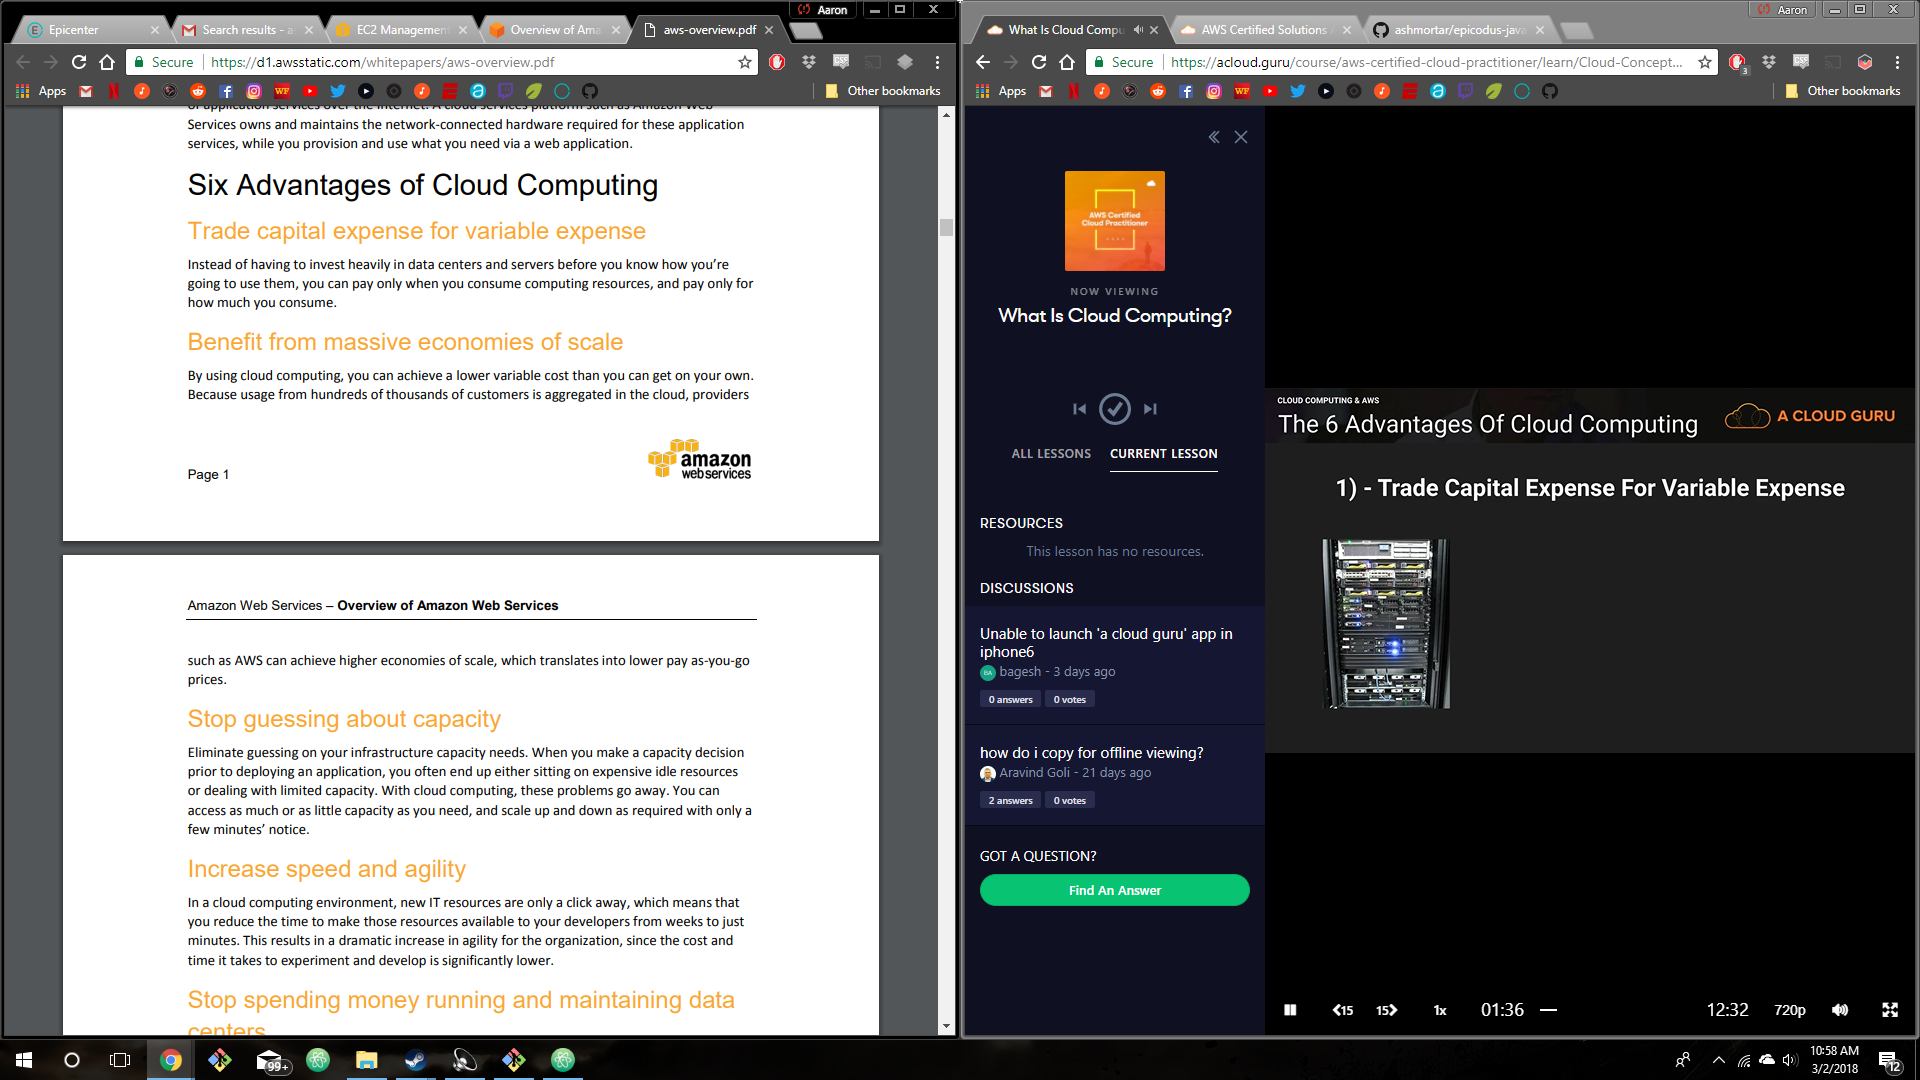 Aaron
Epicenter
Search results - a
EC2 Managemen
Overview of Ama
aws-overview.pdf
Secure
https://d1.awsstatic.com/whitepapers/aws-overview.pdf
Apps
Other bookmarks
Services owns and maintains the network-connected hardware required for these application
services, while you provision and use what you need via a web application.
Six Advantages of Cloud Computing
Trade capital expense for variable expense
Instead of having to invest heavily in data centers and servers before you know how you’re
going to use them, you can pay only when you consume computing resources, and pay only for
how much you consume.
Benefit from massive economies of scale
By using cloud computing, you can achieve a lower variable cost than you can get on your own.
Because usage from hundreds of thousands of customers is aggregated in the cloud, providers
amazon
webservices
Page 1
Amazon Web Services – Overview of Amazon Web Services
such as AWS can achieve higher economies of scale, which translates into lower pay as-you-go
prices.
Stop guessing about capacity
Eliminate guessing on your infrastructure capacity needs. When you make a capacity decision
prior to deploying an application, you often end up either sitting on expensive idle resources
or dealing with limited capacity. With cloud computing, these problems go away. You can
access as much or as little capacity as you need, and scale up and down as required with only a
few minutes’ notice.
Increase speed and agility
In a cloud computing environment, new IT resources are only a click away, which means that
you reduce the time to make those resources available to your developers from weeks to just
minutes. This results in a dramatic increase in agility for the organization, since the cost and
time it takes to experiment and develop is significantly lower.
Stop spending money running and maintaining data
centers
Aaron
What Is Cloud Compu
AWS Certified Solutions
ashmortar/epicodus-java
Secure
https://acloud.guru/course/aws-certified-cloud-practitioner/learn/Cloud-Concept...
3
Apps
Other bookmarks
AWS Certified
Cloud Practitioner
NOW VIEWING
What Is Cloud Computing?
ALL LESSONS
CURRENT LESSON
RESOURCES
This lesson has no resources.
DISCUSSIONS
Unable to launch 'a cloud guru' app in
iphone6
BA bagesh - 3 days ago
0 answers
0 votes
how do i copy for offline viewing?
Aravind Goli - 21 days ago
2 answers
0 votes
GOT A QUESTION?
Find An Answer
CLOUD COMPUTING & AWS
The 6 Advantages Of Cloud Computing
A CLOUD GURU
1) - Trade Capital Expense For Variable Expense
15
15
1x
01:36
12:32
720p
99+
10:58 AM
3/2/2018
12